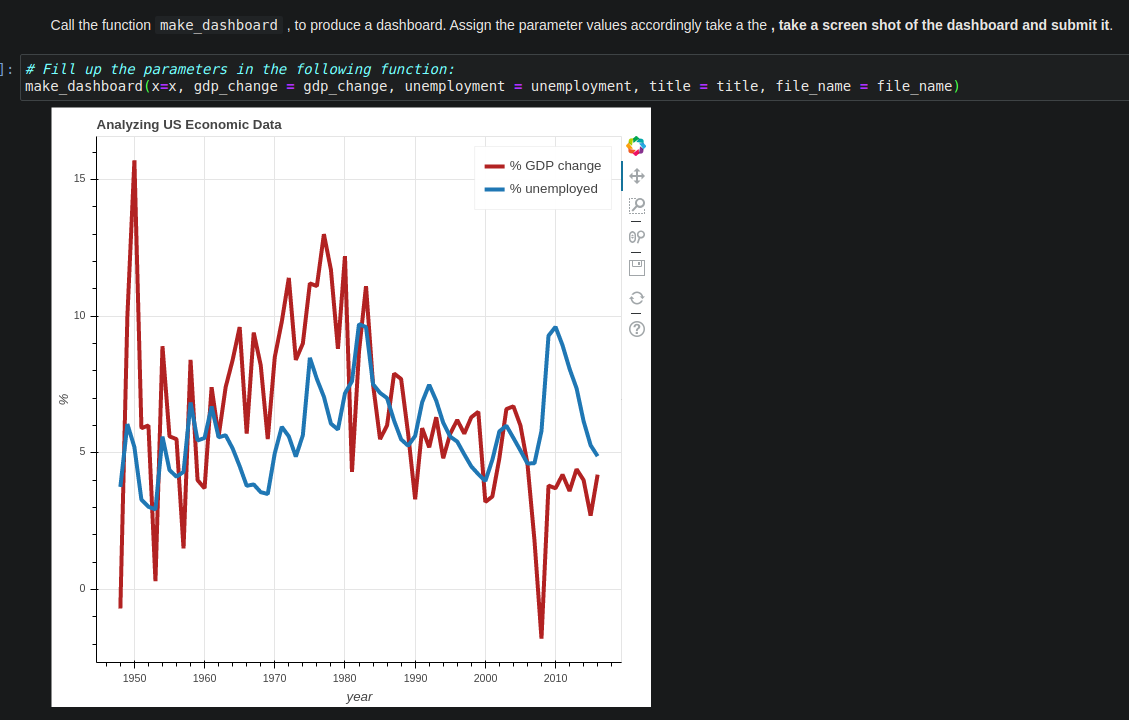 Call the function make_dashboard , to produce a dashboard. Assign the parameter values accordingly take a the , take a screen shot of the dashboard and submit it.
]: # Fill up the parameters in the following function:
make_dashboard(x=x, gdp_change = gdp_change, unemployment = unemployment, title = title, file_name = file_name)
Analyzing US Economic Data
% GDP change
% unemployed
15
10
5
0
%
1950 1960 1970 1980 1990 2000 2010
year